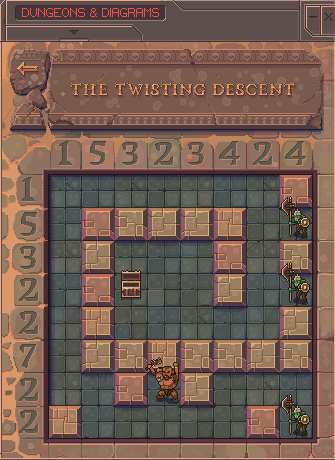 DUNGEONS & DIAGRAMS
THE TWISTING DESCENT
1 5 3 2 3 4 2 4
1
5
3
2
2
7
2
2